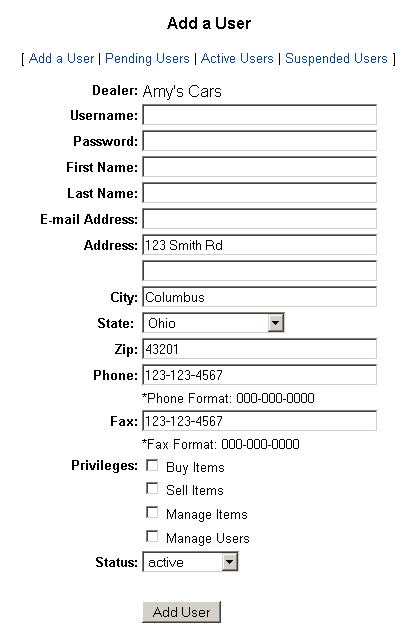 Add a User
[ Add a User | Pending Users | Active Users | Suspended Users ]
Dealer: Amy's Cars
Username:
Password:
First Name:
Last Name:
E-mail Address:
Address: 123 Smith Rd
City: Columbus
State: Ohio
Zip: 43201
Phone: 123-123-4567
*Phone Format: 000-000-0000
Fax: 123-123-4567
*Fax Format: 000-000-0000
Privileges: Buy Items
Sell Items
Manage Items
Manage Users
Status: active
Add User